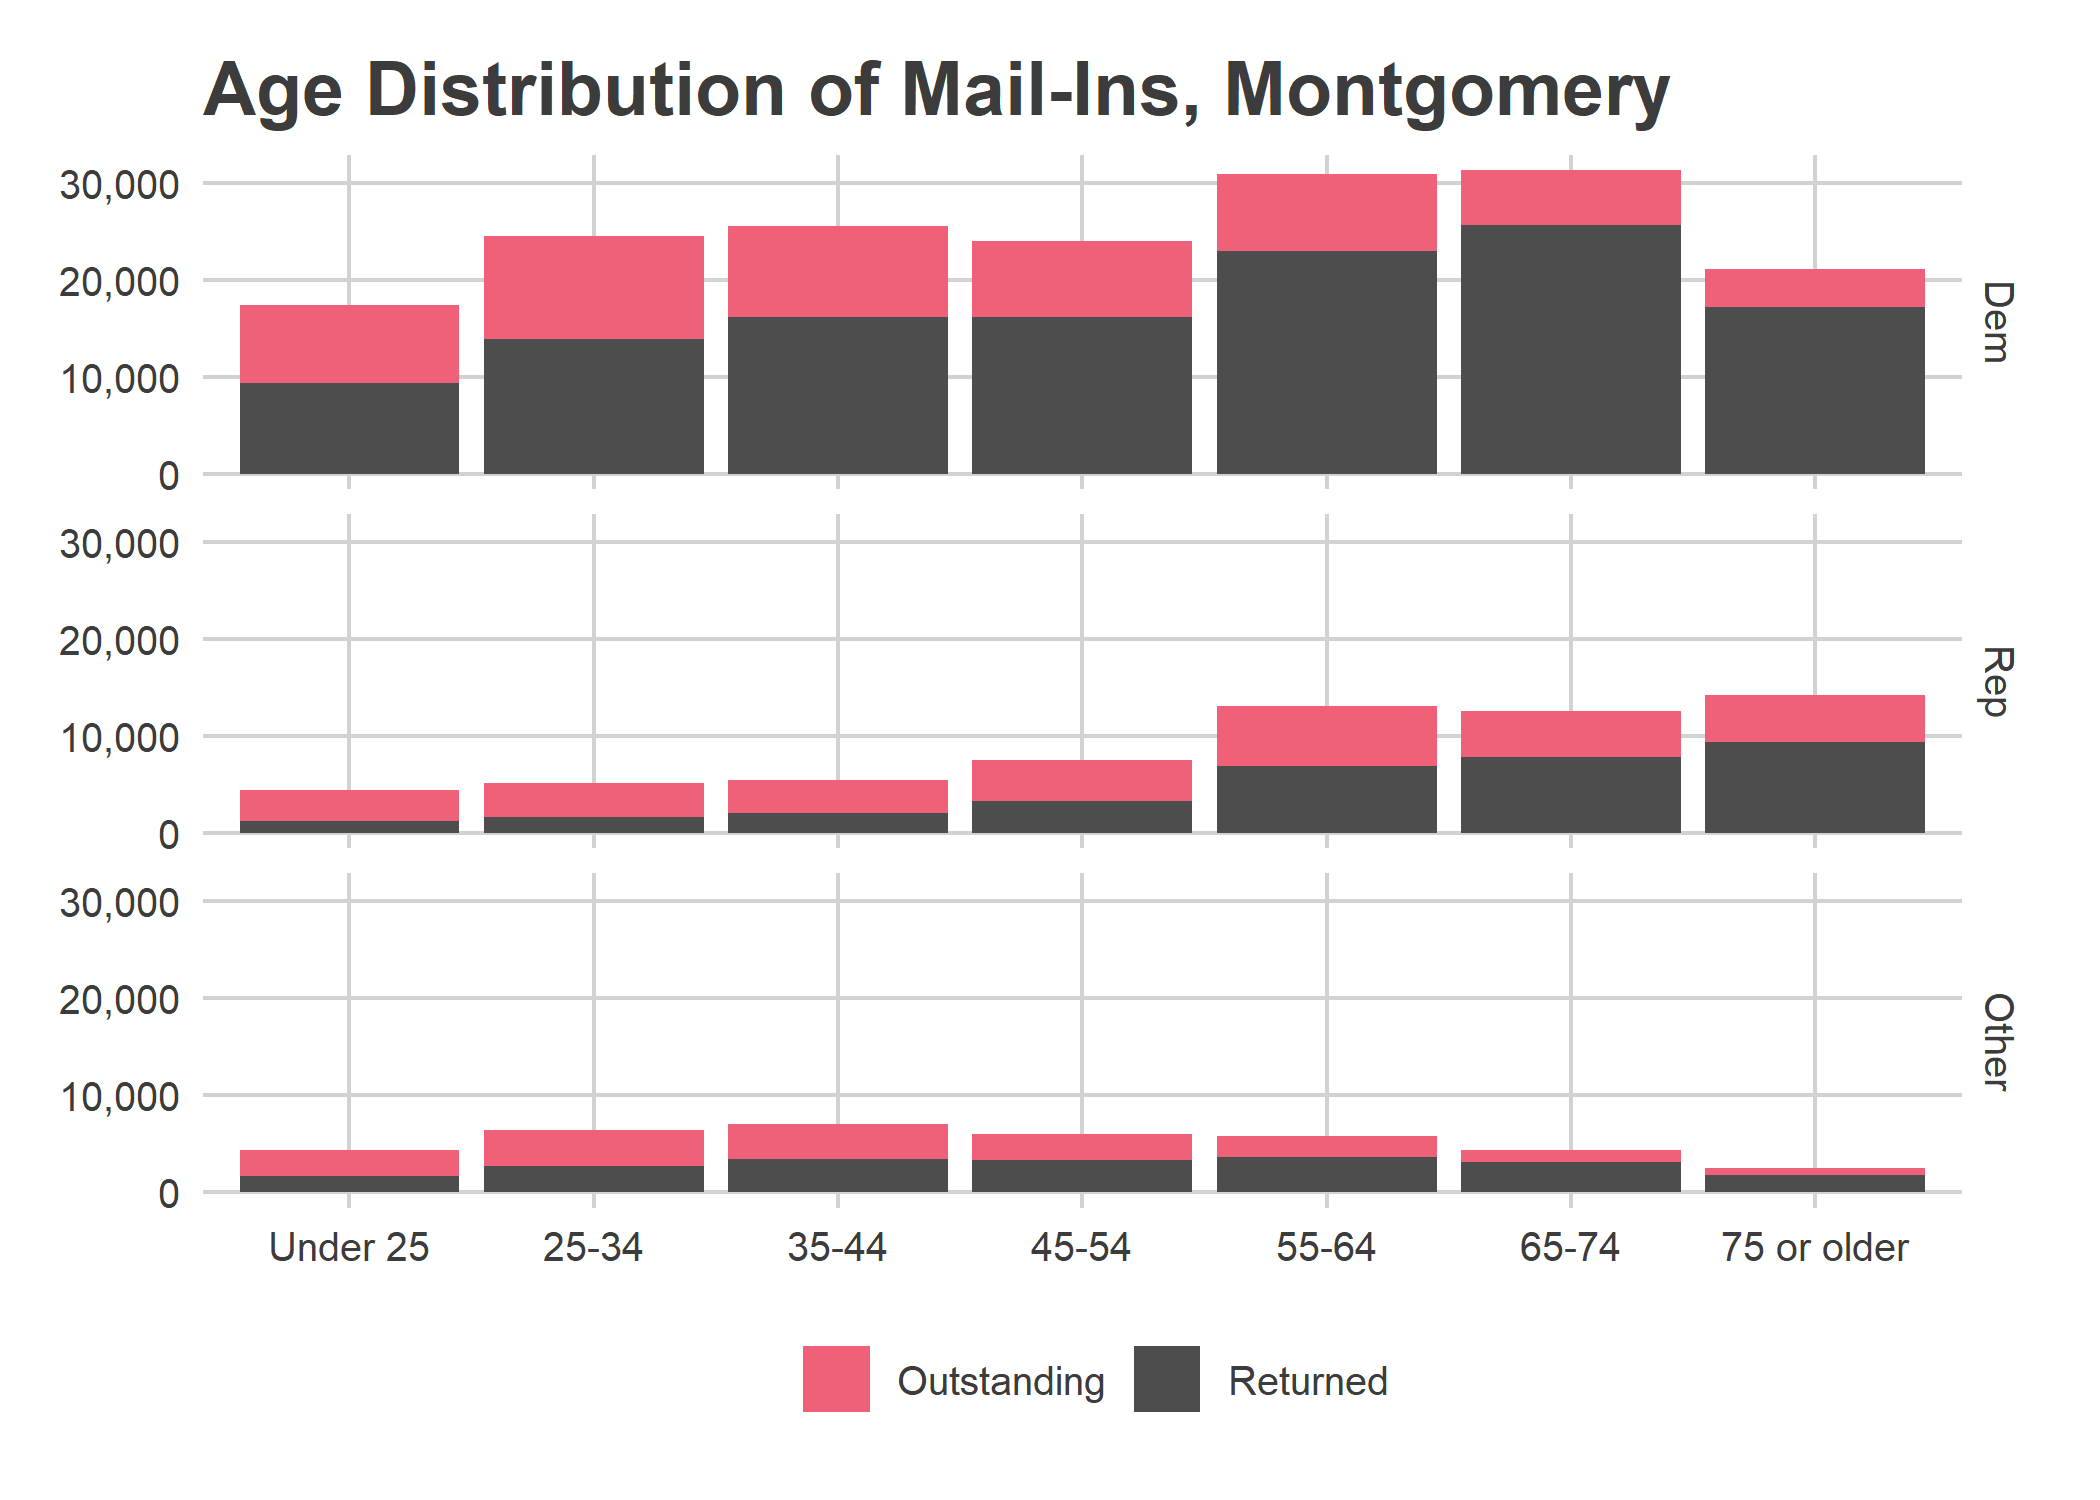 Age Distribution of Mail-Ins, Montgomery
30,000
20,000
10,000
0
Dem
30,000
20,000
10,000
0
Rep
30,000
20,000
10,000
0
Other
Under 25 25-34 35-44 45-54 55-64 65-74 75 or older
Outstanding Returned